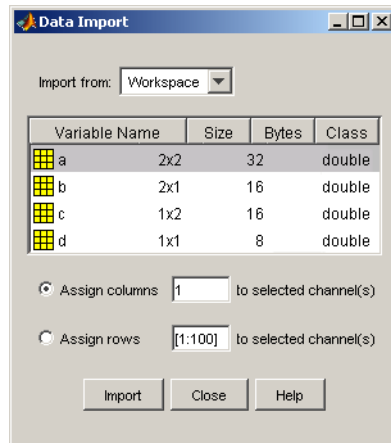 Data Import
Import from: Workspace
Variable Name Size Bytes Class
a 2x2 32 double
b 2x1 16 double
c 1x2 16 double
d 1x1 8 double
Assign columns 1 to selected channel(s)
Assign rows [1:100] to selected channel(s)
Import Close Help